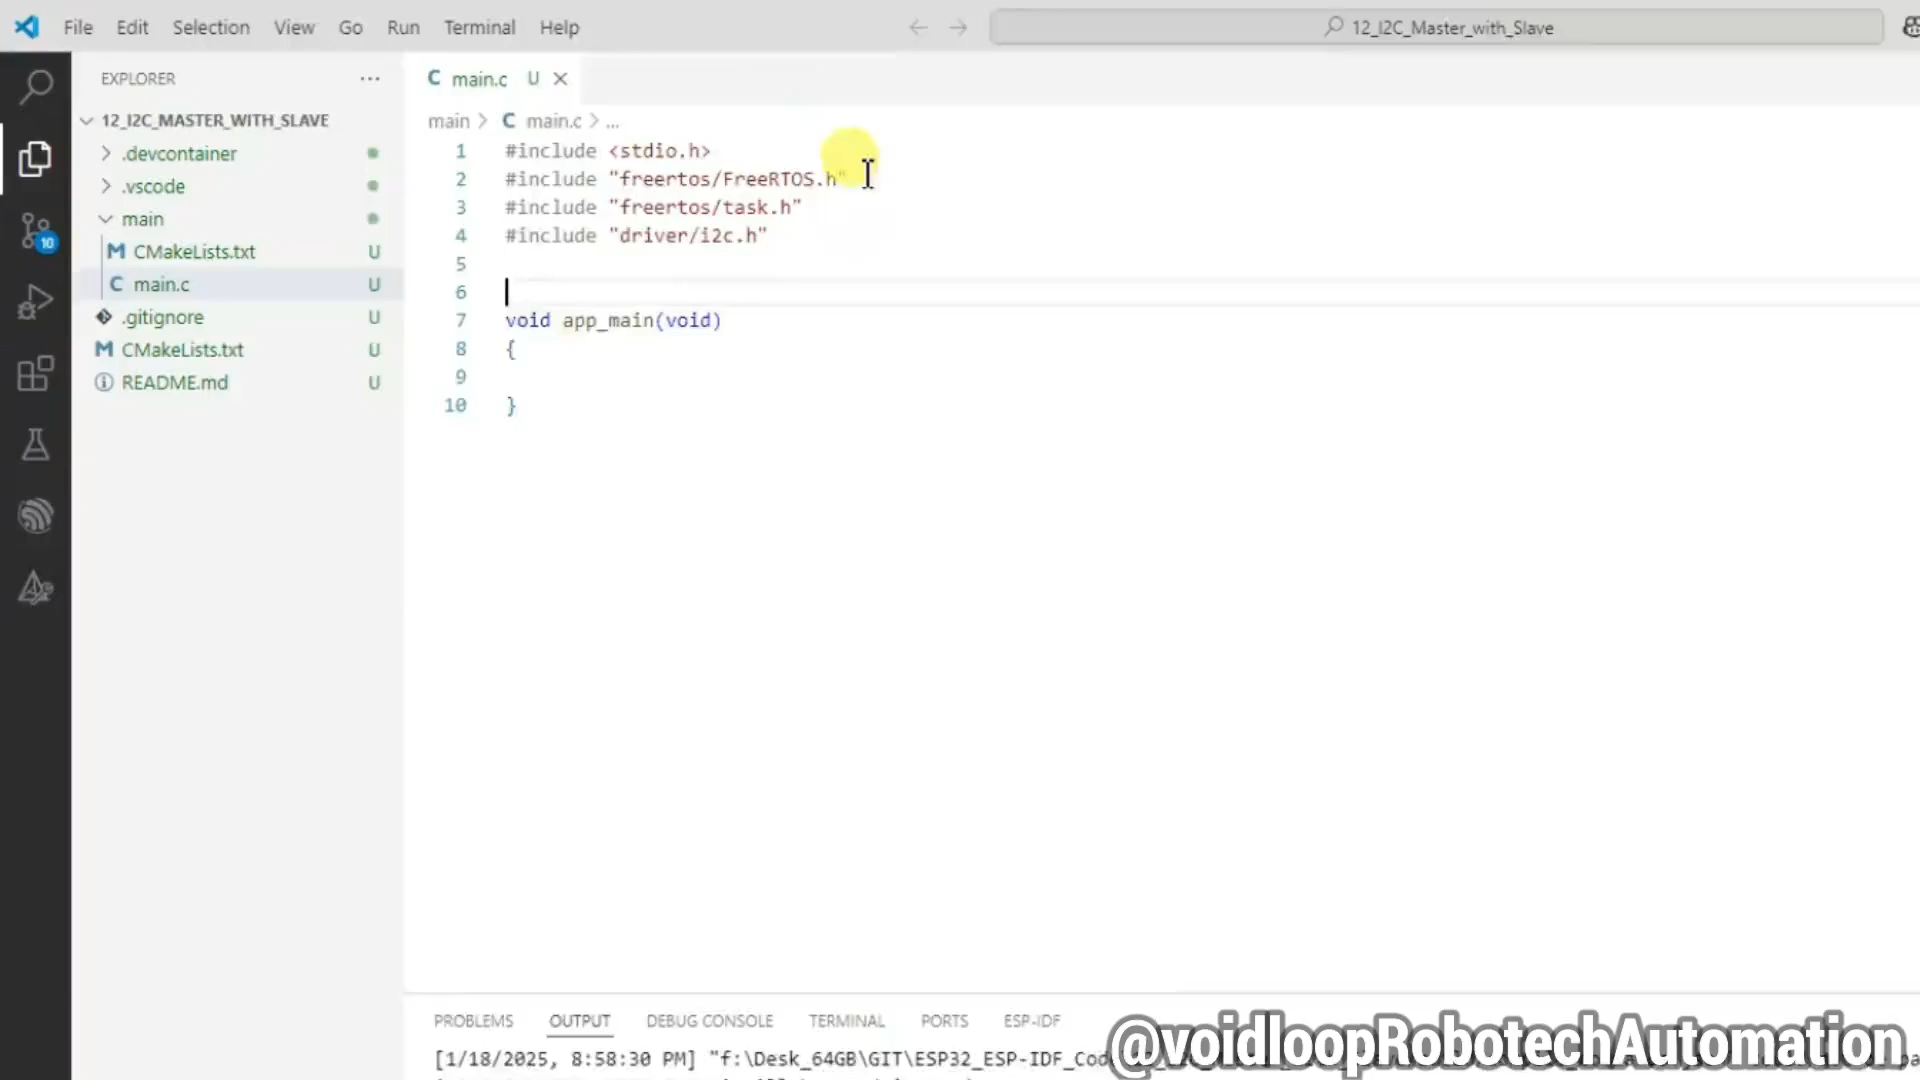 File Edit Selection View Go Run Terminal Help
12_I2C_Master_with_Slave
EXPLORER
main.c U
12_I2C_MASTER_WITH_SLAVE
.devcontainer
.vscode
main
CMakeLists.txt U
main.c U
.gitignore U
CMakeLists.txt U
README.md U
10
main > C main.c > ...
1 #include <stdio.h>
2 #include "freertos/FreeRTOS.h"
3 #include "freertos/task.h"
4 #include "driver/i2c.h"
5
6
7 void app_main(void)
8 {
9
10 }
PROBLEMS OUTPUT DEBUG CONSOLE TERMINAL PORTS ESP-IDF
[1/18/2025, 8:58:30 PM] "f:\Desk_64GB\GIT\ESP32_ESP-IDF_Cod
@voidloopRobotechAutomation